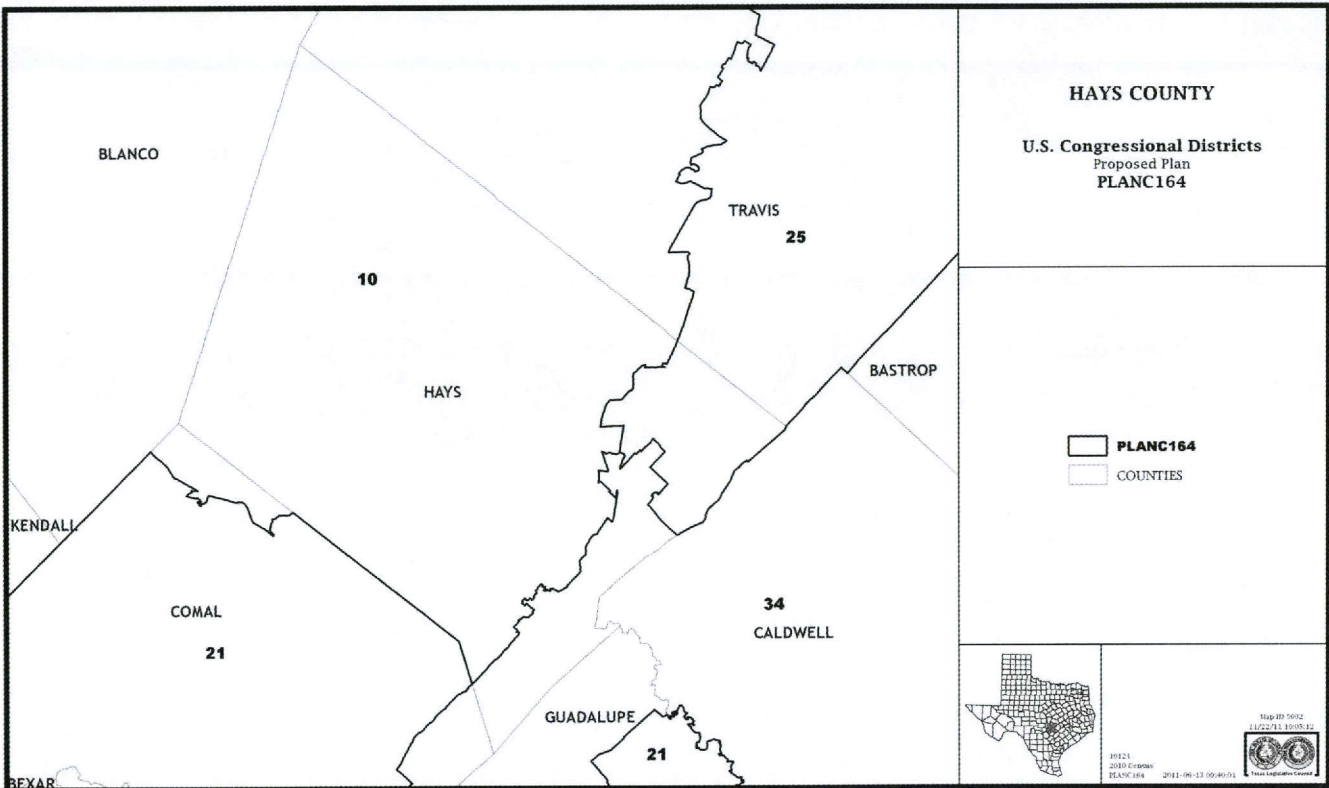 BLANCO
TRAVIS
25
10
HAYS
BASTROP
KENDALL
COMAL
21
34
CALDWELL
GUADALUPE
21
BEXAR
HAYS COUNTY
U.S. Congressional Districts
Proposed Plan
PLANC164
PLANC164
COUNTIES
2010 Census
PLANC164
Texas Legislative Council